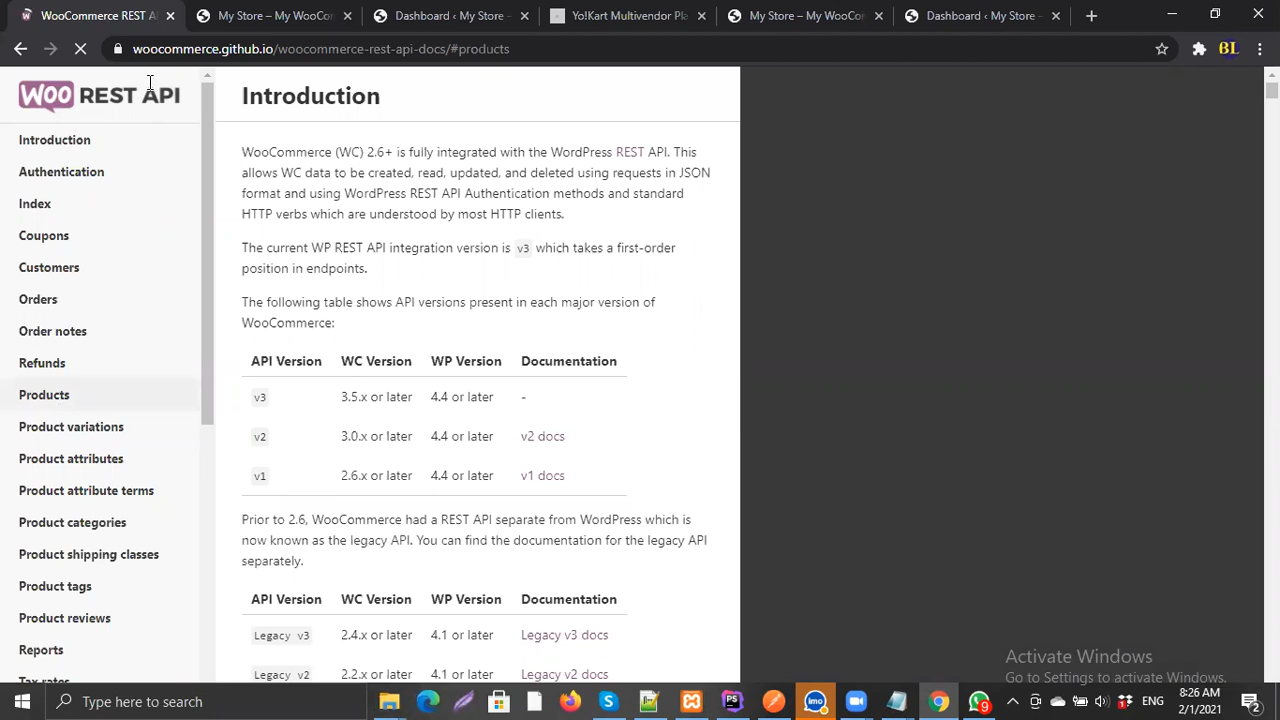 WooCommerce REST A
My Store – My WooCon
Dashboard ‹ My Store –
Yo!Kart Multivendor Pla
My Store – My WooCon
Dashboard ‹ My Store –
woocommerce.github.io/woocommerce-rest-api-docs/#products
BL
WOO REST API
Introduction
Authentication
Index
Coupons
Customers
Orders
Order notes
Refunds
Products
Product variations
Product attributes
Product attribute terms
Product categories
Product shipping classes
Product tags
Product reviews
Reports
Tax rates
Introduction
WooCommerce (WC) 2.6+ is fully integrated with the WordPress REST API. This
allows WC data to be created, read, updated, and deleted using requests in JSON
format and using WordPress REST API Authentication methods and standard
HTTP verbs which are understood by most HTTP clients.
The current WP REST API integration version is v3 which takes a first-order
position in endpoints.
The following table shows API versions present in each major version of
WooCommerce:
API Version WC Version WP Version Documentation
v3 3.5.x or later 4.4 or later -
v2 3.0.x or later 4.4 or later v2 docs
v1 2.6.x or later 4.4 or later v1 docs
Prior to 2.6, WooCommerce had a REST API separate from WordPress which is
now known as the legacy API. You can find the documentation for the legacy API
separately.
API Version WC Version WP Version Documentation
Legacy v3 2.4.x or later 4.1 or later Legacy v3 docs
Legacy v2 2.2.x or later 4.1 or later Legacy v2 docs
Activate Windows
Go to Settings to activate Windows.
Type here to search
PS
imo
9
ENG
8:26 AM
2/1/2021
2